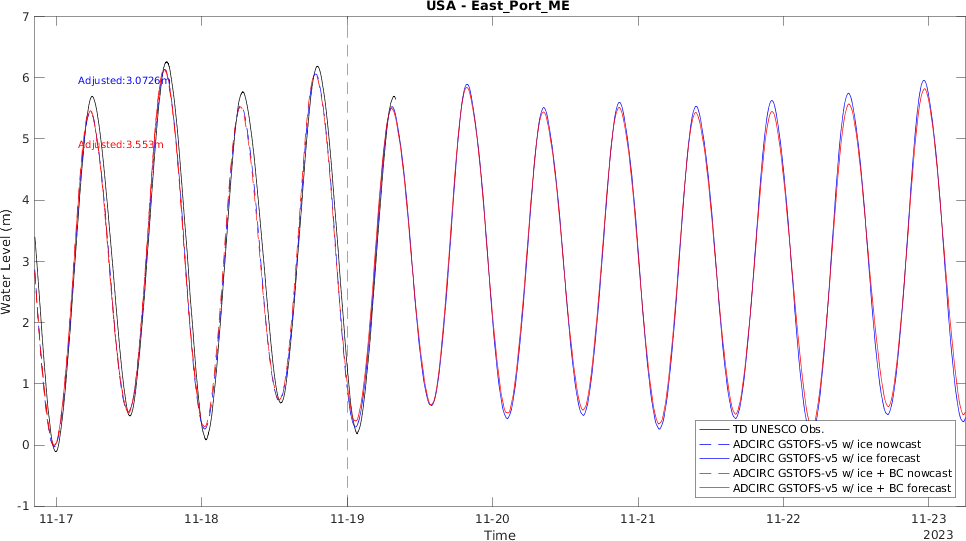 USA - East_Port_ME
7
6
5
4
3
2
1
0
-1
Water Level (m)
Adjusted:3.0726m
Adjusted:3.553m
TD UNESCO Obs.
ADCIRC GSTOFS-v5 w/ ice nowcast
ADCIRC GSTOFS-v5 w/ ice forecast
ADCIRC GSTOFS-v5 w/ ice + BC nowcast
ADCIRC GSTOFS-v5 w/ ice + BC forecast
11-17 11-18 11-19 11-20 11-21 11-22 11-23
Time
2023